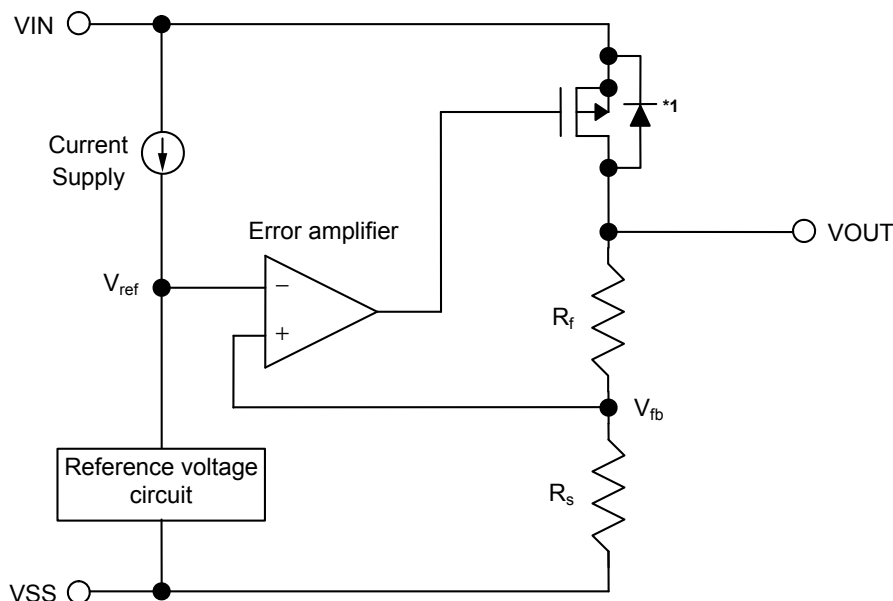 VIN
*1
Current
Supply
Error amplifier
VOUT
Vref
−
+
Rf
Vfb
Reference voltage
circuit
Rs
VSS